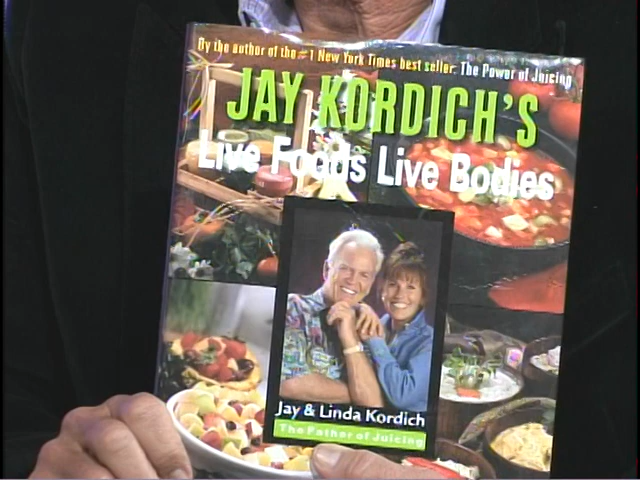 By the author of the #1 New York Times best seller: The Power of Juicing
JAY KORDICH'S
Live Foods Live Bodies
Jay & Linda Kordich
The Father of Juicing